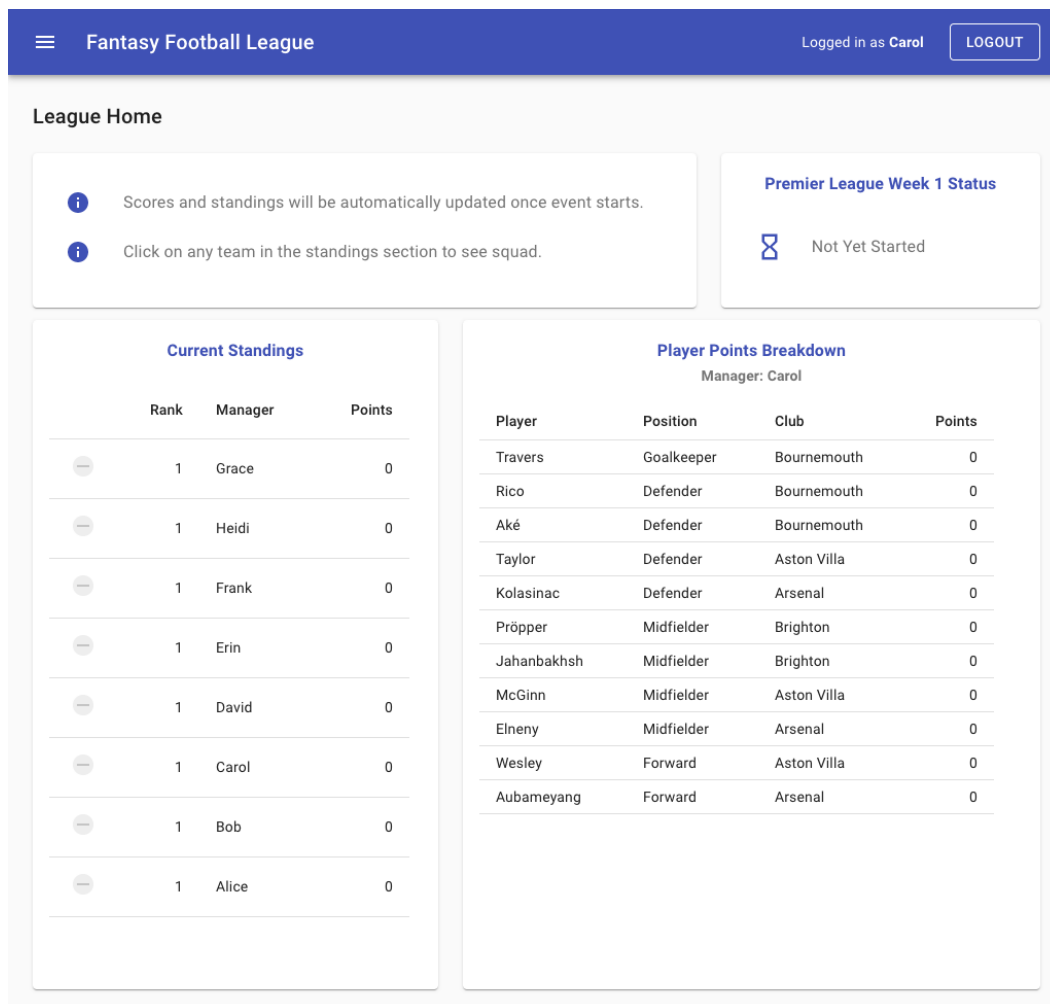 Fantasy Football League
Logged in as Carol
LOGOUT
League Home
Scores and standings will be automatically updated once event starts.
Click on any team in the standings section to see squad.
Premier League Week 1 Status
Not Yet Started
Current Standings
Rank Manager Points
1 Grace 0
1 Heidi 0
1 Frank 0
1 Erin 0
1 David 0
1 Carol 0
1 Bob 0
1 Alice 0
Player Points Breakdown
Manager: Carol
Player Position Club Points
Travers Goalkeeper Bournemouth 0
Rico Defender Bournemouth 0
Aké Defender Bournemouth 0
Taylor Defender Aston Villa 0
Kolasinac Defender Arsenal 0
Pröpper Midfielder Brighton 0
Jahanbakhsh Midfielder Brighton 0
McGinn Midfielder Aston Villa 0
Elneny Midfielder Arsenal 0
Wesley Forward Aston Villa 0
Aubameyang Forward Arsenal 0